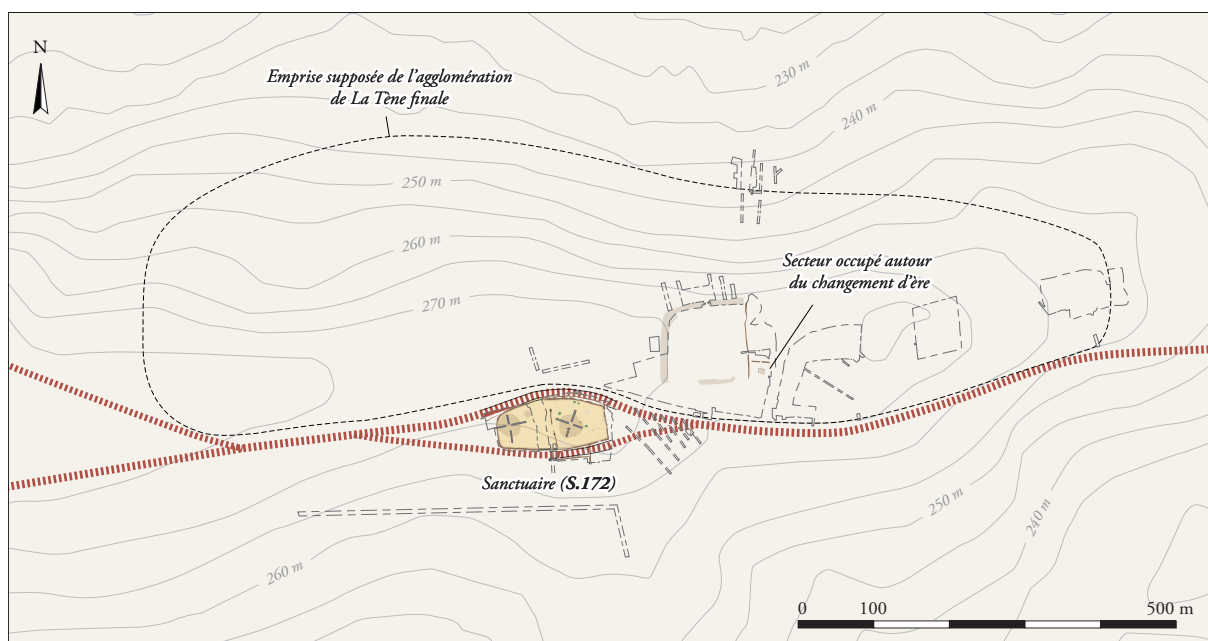 N
Emprise supposée de l'agglomération
de La Tène finale
230 m
240 m
250 m
260 m
270 m
Secteur occupé autour
du changement d'ère
Sanctuaire (S.172)
250 m
240 m
260 m
0 100 500 m